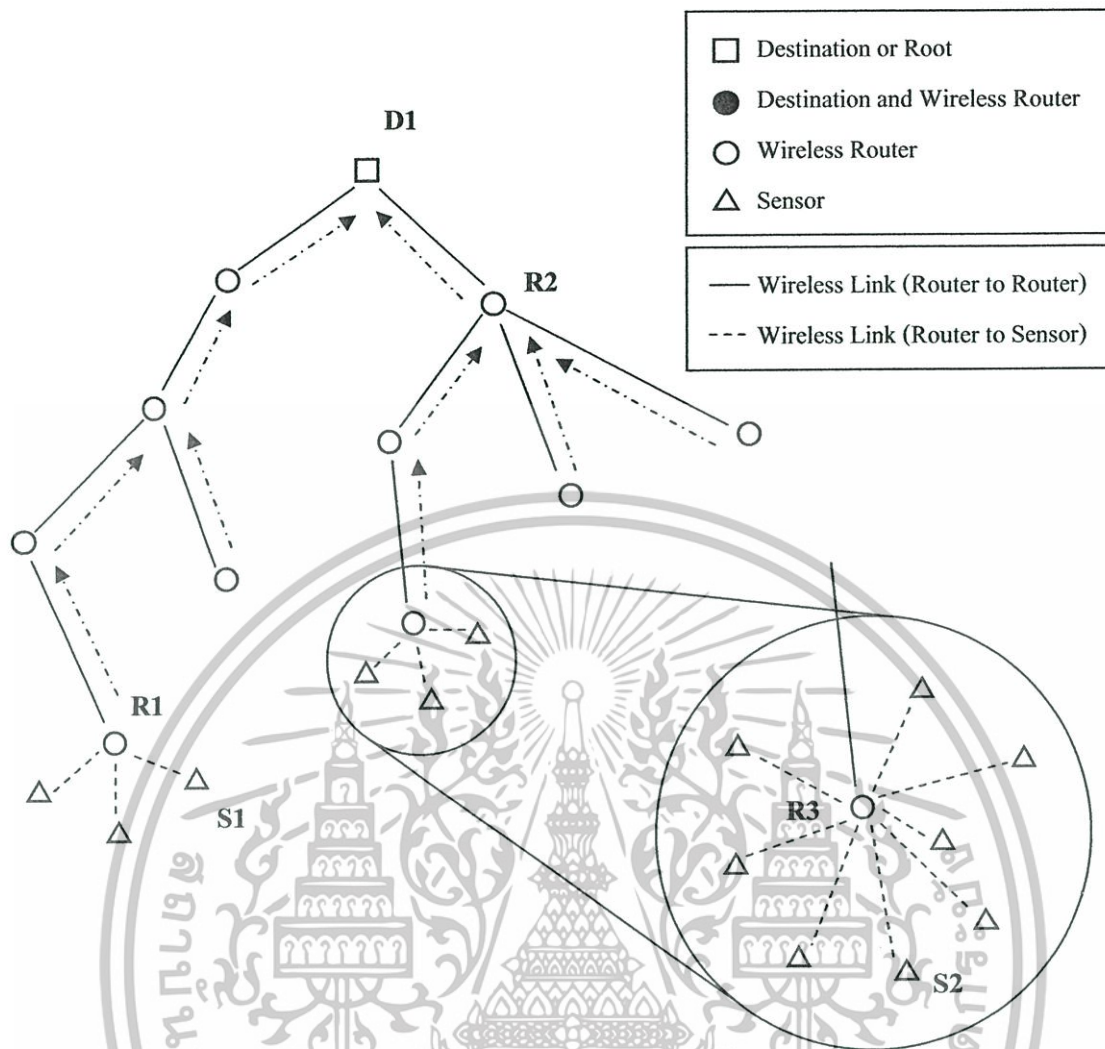 Destination or Root
Destination and Wireless Router
Wireless Router
Sensor
Wireless Link (Router to Router)
Wireless Link (Router to Sensor)
D1
R2
R1
S1
R3
S2